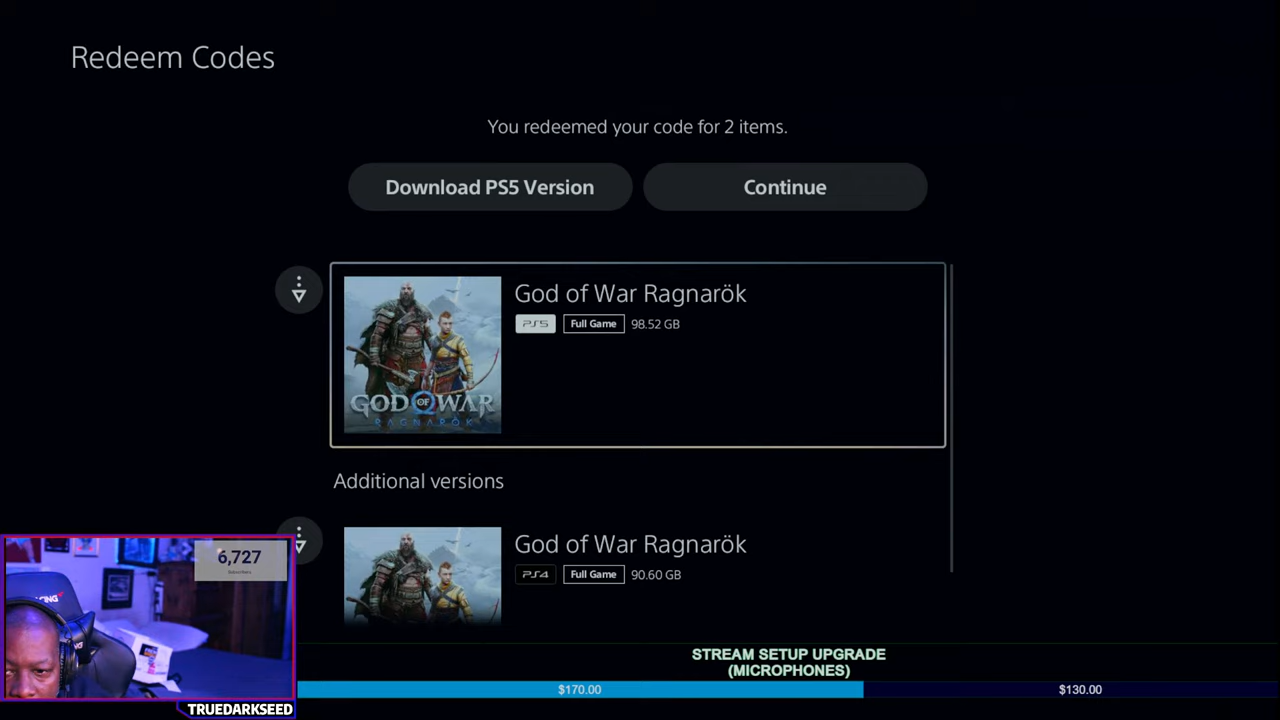 Redeem Codes
You redeemed your code for 2 items.
Download PS5 Version
Continue
GOD OF WAR
RAGNARÖK
God of War Ragnarök
PS5 Full Game 98.52 GB
Additional versions
God of War Ragnarök
PS4 Full Game 90.60 GB
6,727
Subscribers
STREAM SETUP UPGRADE
(MICROPHONES)
$170.00
$130.00
TRUEDARKSEED